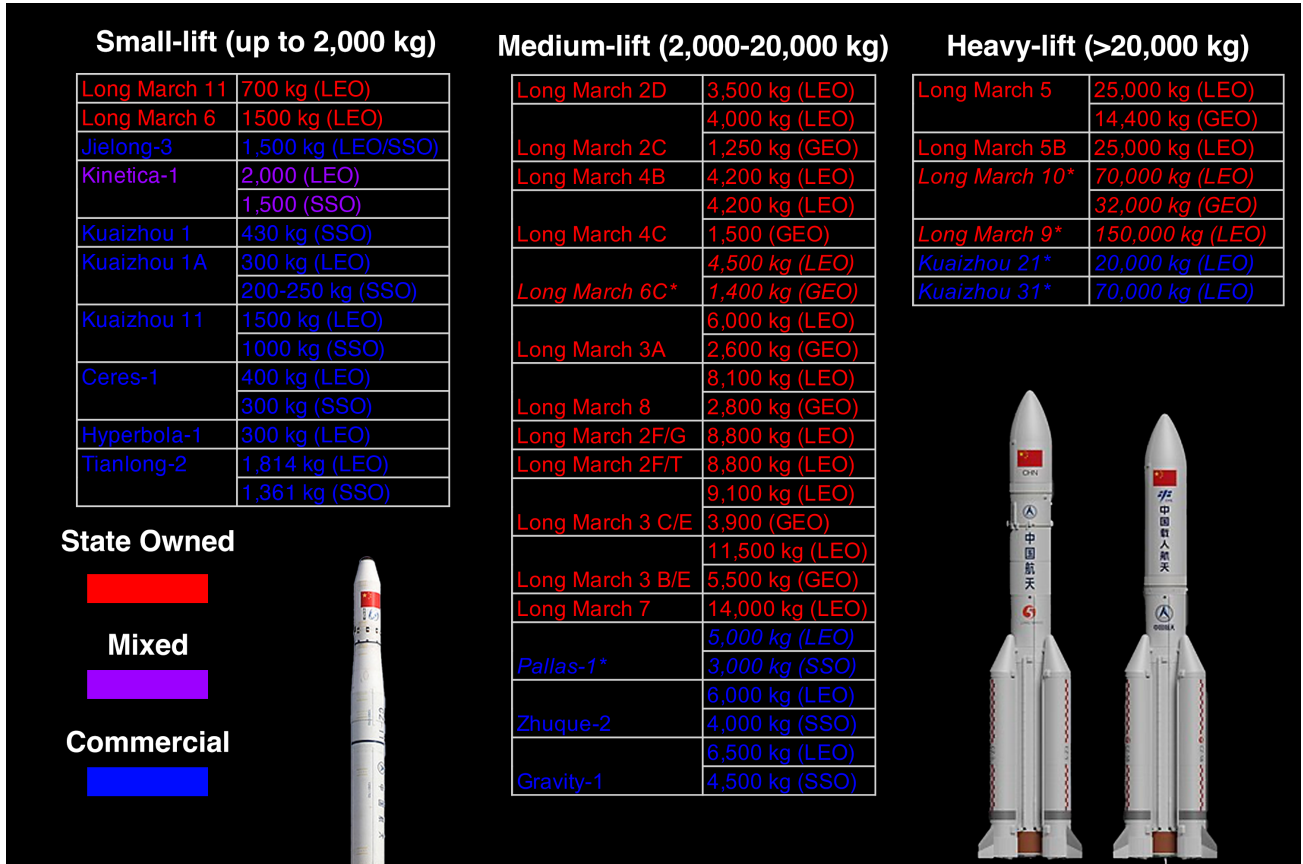 Small-lift (up to 2,000 kg)
Long March 11 700 kg (LEO)
Long March 6 1500 kg (LEO)
Jielong-3 1,500 kg (LEO/SSO)
Kinetica-1 2,000 (LEO)
1,500 (SSO)
Kuaizhou 1 430 kg (SSO)
Kuaizhou 1A 300 kg (LEO)
200-250 kg (SSO)
Kuaizhou 11 1500 kg (LEO)
1000 kg (SSO)
Ceres-1 400 kg (LEO)
300 kg (SSO)
Hyperbola-1 300 kg (LEO)
Tianlong-2 1,814 kg (LEO)
1,361 kg (SSO)
State Owned
Mixed
Commercial
Medium-lift (2,000-20,000 kg)
Long March 2D 3,500 kg (LEO)
4,000 kg (LEO)
Long March 2C 1,250 kg (GEO)
Long March 4B 4,200 kg (LEO)
4,200 kg (LEO)
Long March 4C 1,500 (GEO)
4,500 kg (LEO)
Long March 6C* 1,400 kg (GEO)
6,000 kg (LEO)
Long March 3A 2,600 kg (GEO)
8,100 kg (LEO)
Long March 8 2,800 kg (GEO)
Long March 2F/G 8,800 kg (LEO)
Long March 2F/T 8,800 kg (LEO)
9,100 kg (LEO)
Long March 3 C/E 3,900 (GEO)
11,500 kg (LEO)
Long March 3 B/E 5,500 kg (GEO)
Long March 7 14,000 kg (LEO)
5,000 kg (LEO)
Pallas-1* 3,000 kg (SSO)
6,000 kg (LEO)
Zhuque-2 4,000 kg (SSO)
6,500 kg (LEO)
Gravity-1 4,500 kg (SSO)
Heavy-lift (>20,000 kg)
Long March 5 25,000 kg (LEO)
14,400 kg (GEO)
Long March 5B 25,000 kg (LEO)
Long March 10* 70,000 kg (LEO)
32,000 kg (GEO)
Long March 9* 150,000 kg (LEO)
Kuaizhou 21* 20,000 kg (LEO)
Kuaizhou 31* 70,000 kg (LEO)
CHN
中国航天
中国载人航天